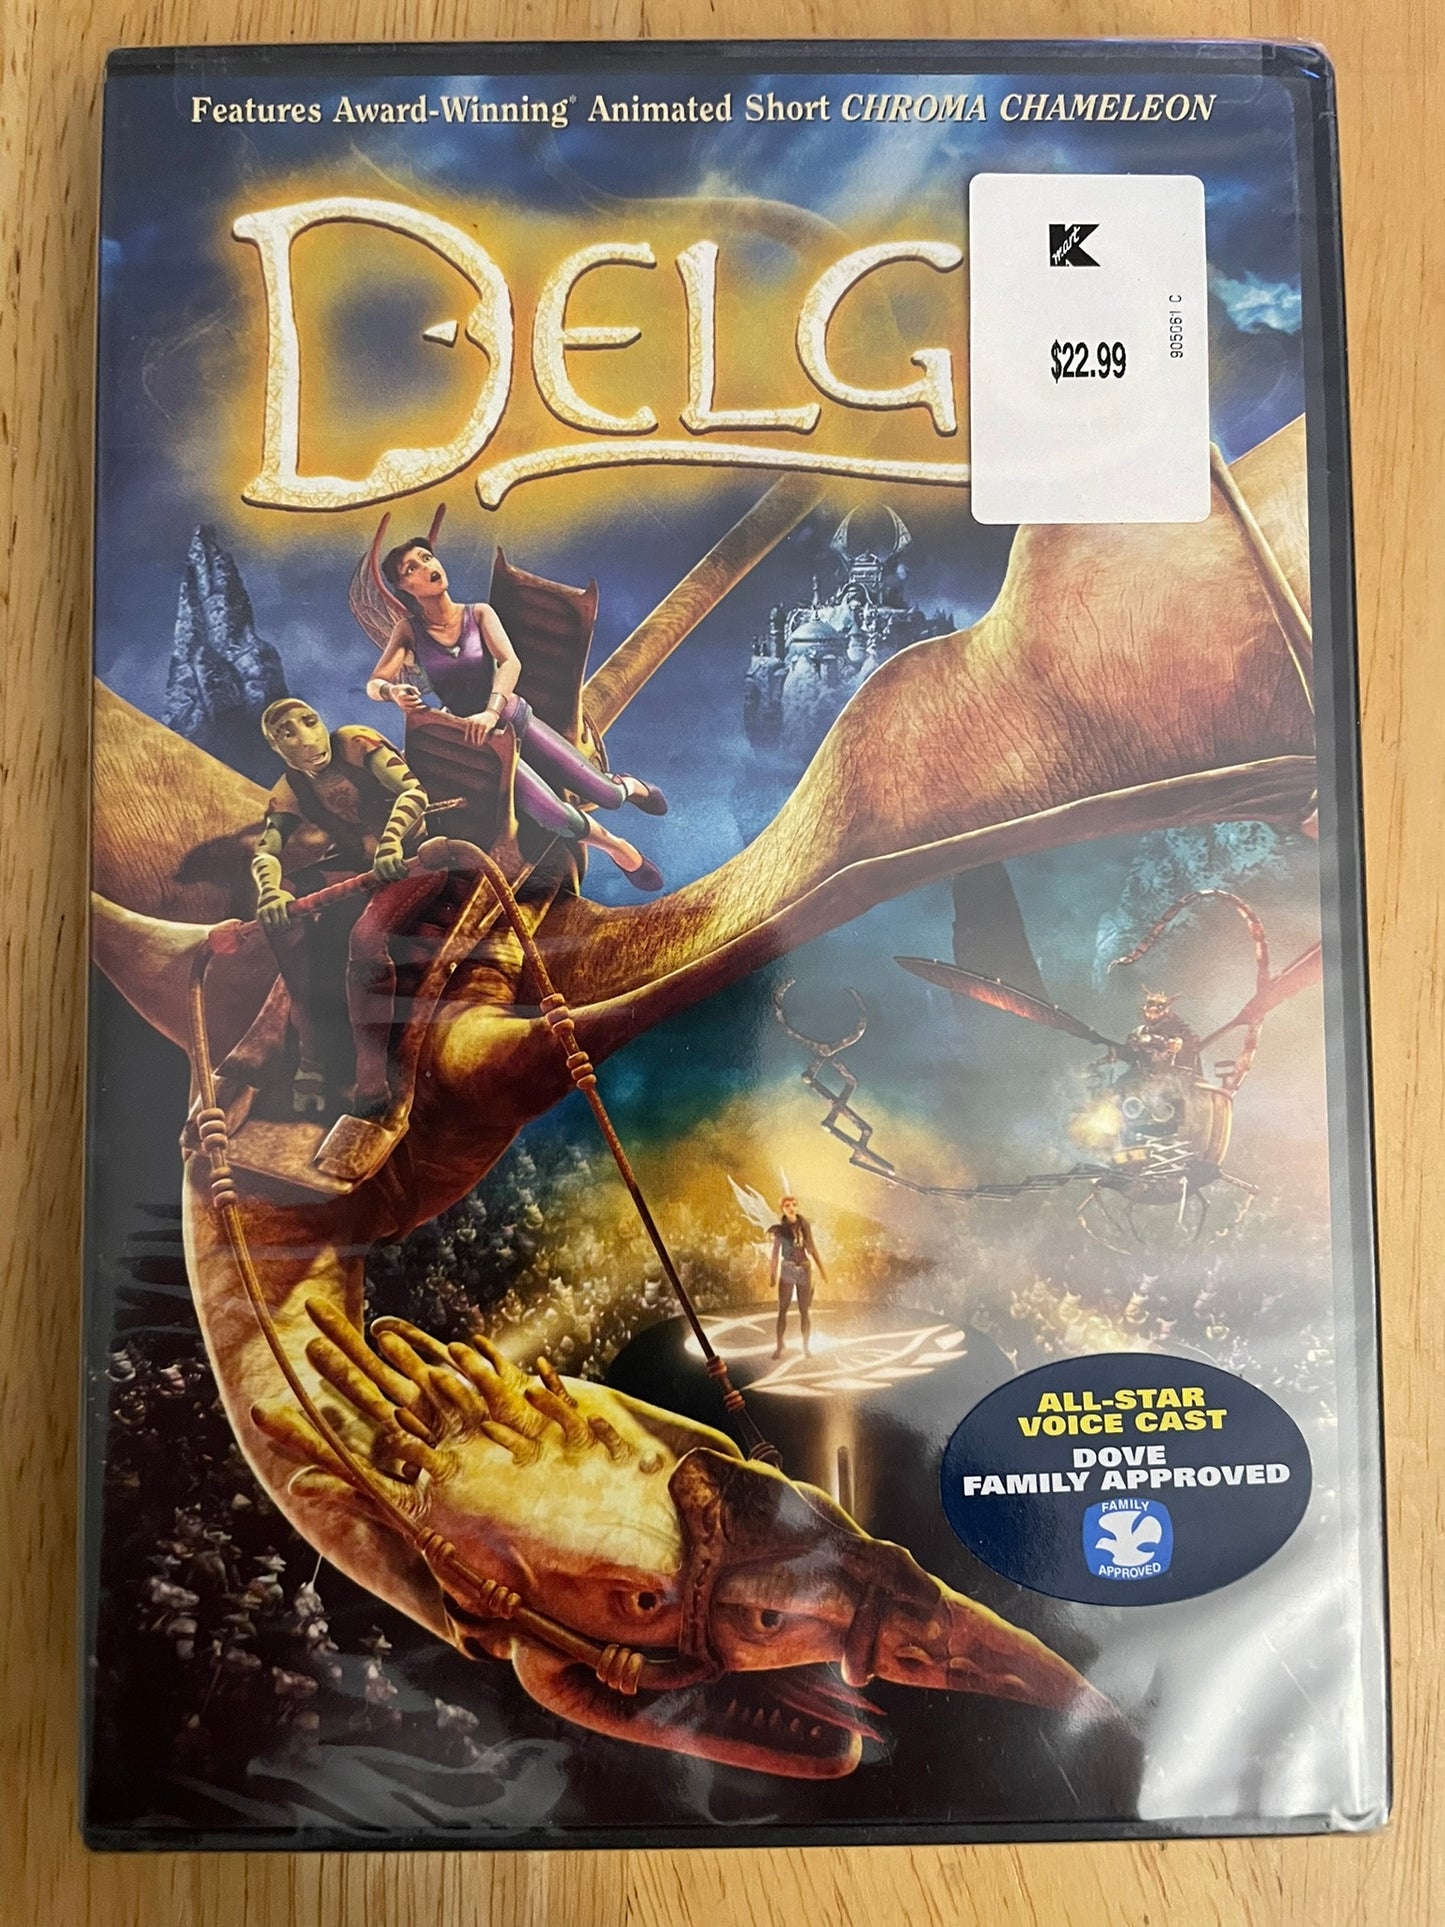 Features Award-Winning* Animated Short CHROMA CHAMELEON
DELG
Kmart
905061 C
$22.99
ALL-STAR
VOICE CAST
DOVE
FAMILY APPROVED
FAMILY
APPROVED